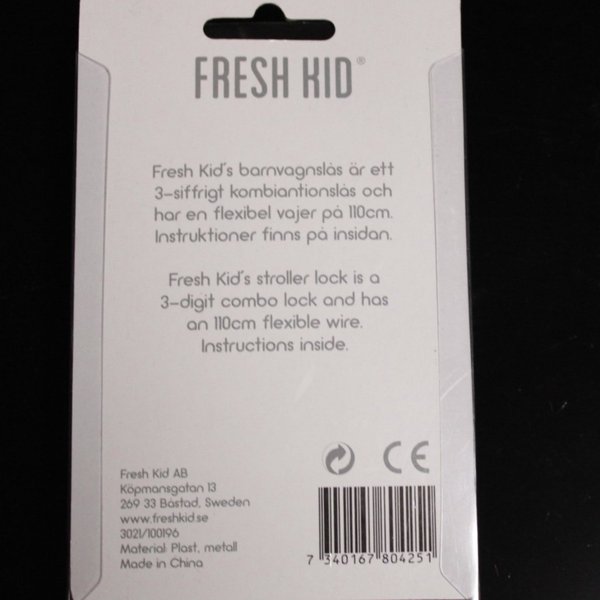 FRESH KID®
Fresh Kid's barnvagnslås är ett
3-siffrigt kombiantionslås och
har en flexibel vajer på 110cm.
Instruktioner finns på insidan.
Fresh Kid's stroller lock is a
3-digit combo lock and has
an 110cm flexible wire.
Instructions inside.
Fresh Kid AB
Köpmansgatan 13
269 33 Båstad, Sweden
www.freshkid.se
3021/100196
Material: Plast, metall
Made in China
CE
7 340167 804251